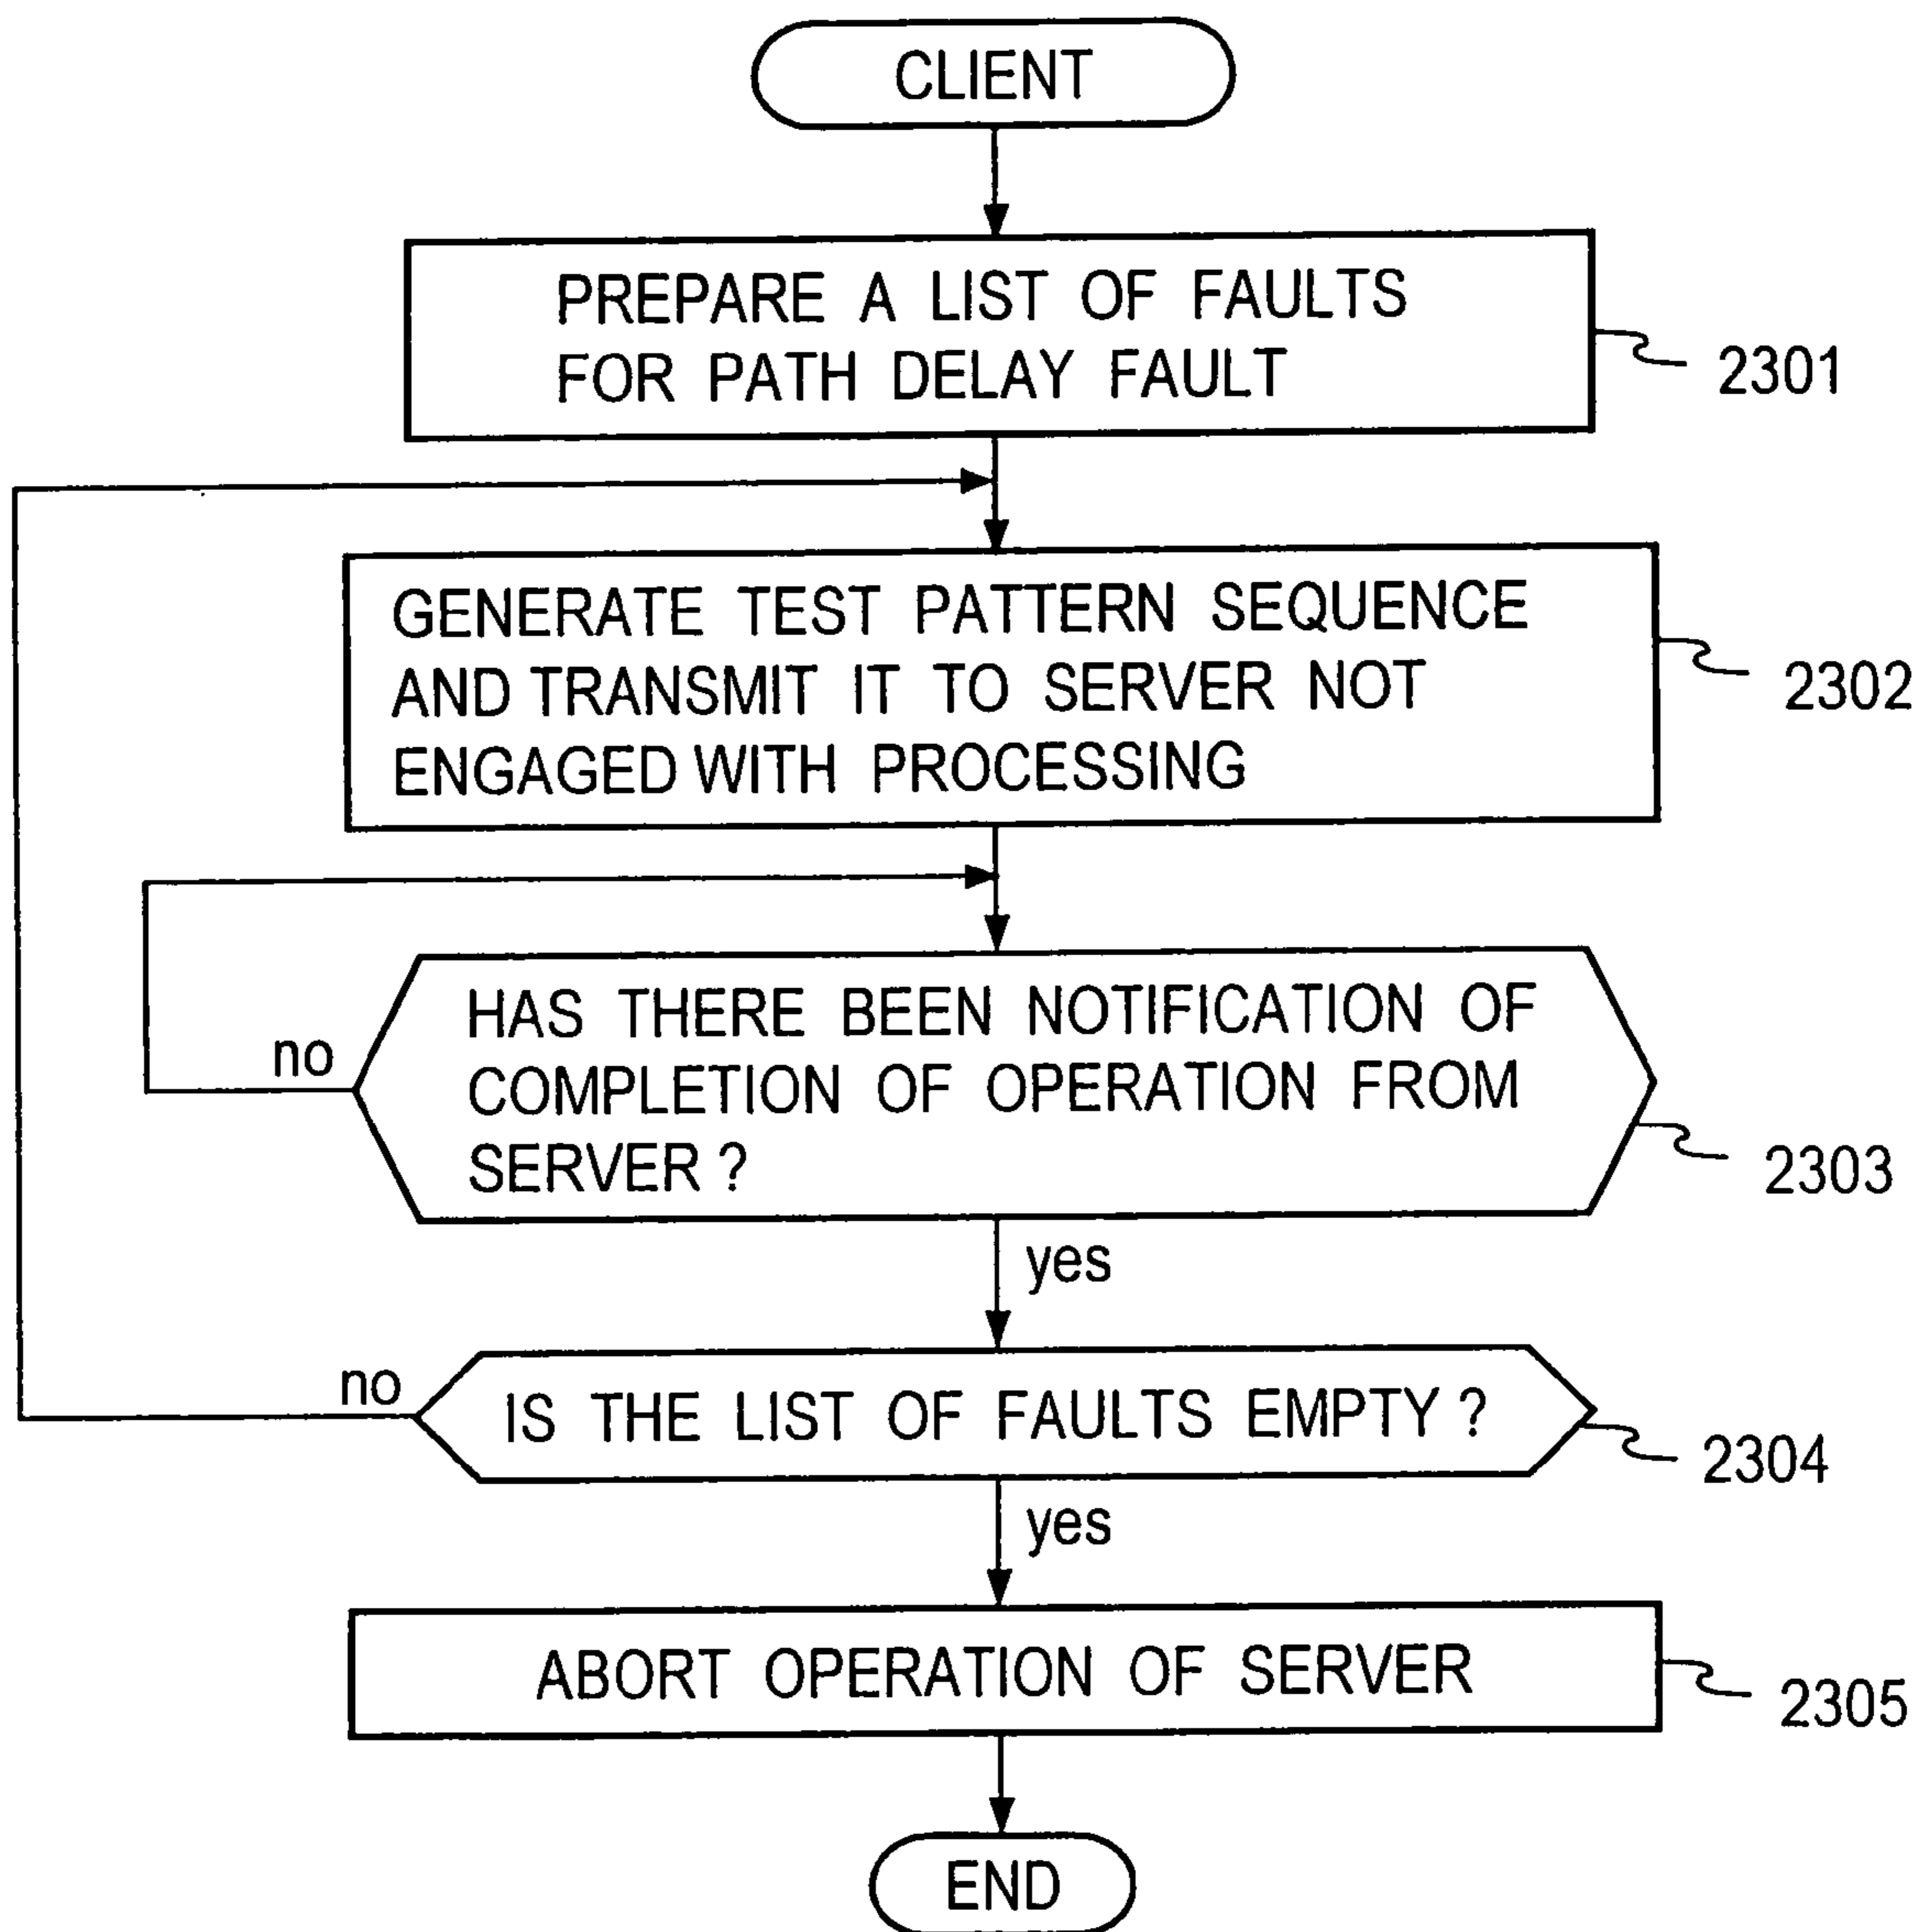 CLIENT
PREPARE A LIST OF FAULTS
FOR PATH DELAY FAULT
2301
GENERATE TEST PATTERN SEQUENCE
AND TRANSMIT IT TO SERVER NOT
ENGAGED WITH PROCESSING
2302
HAS THERE BEEN NOTIFICATION OF
no
COMPLETION OF OPERATION FROM
SERVER ?
2303
yes
no
IS THE LIST OF FAULTS EMPTY ?
2304
yes
ABORT OPERATION OF SERVER
2305
END